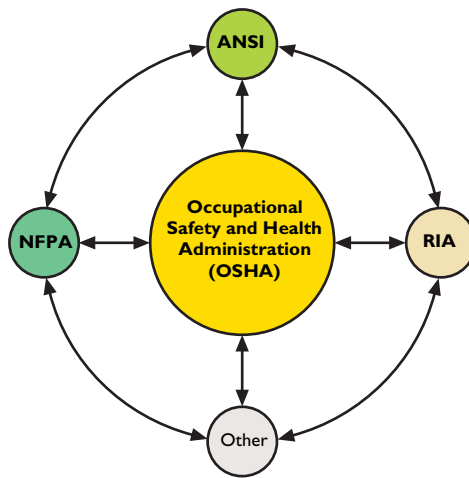 ANSI
NFPA
Occupational
Safety and Health
Administration
(OSHA)
RIA
Other